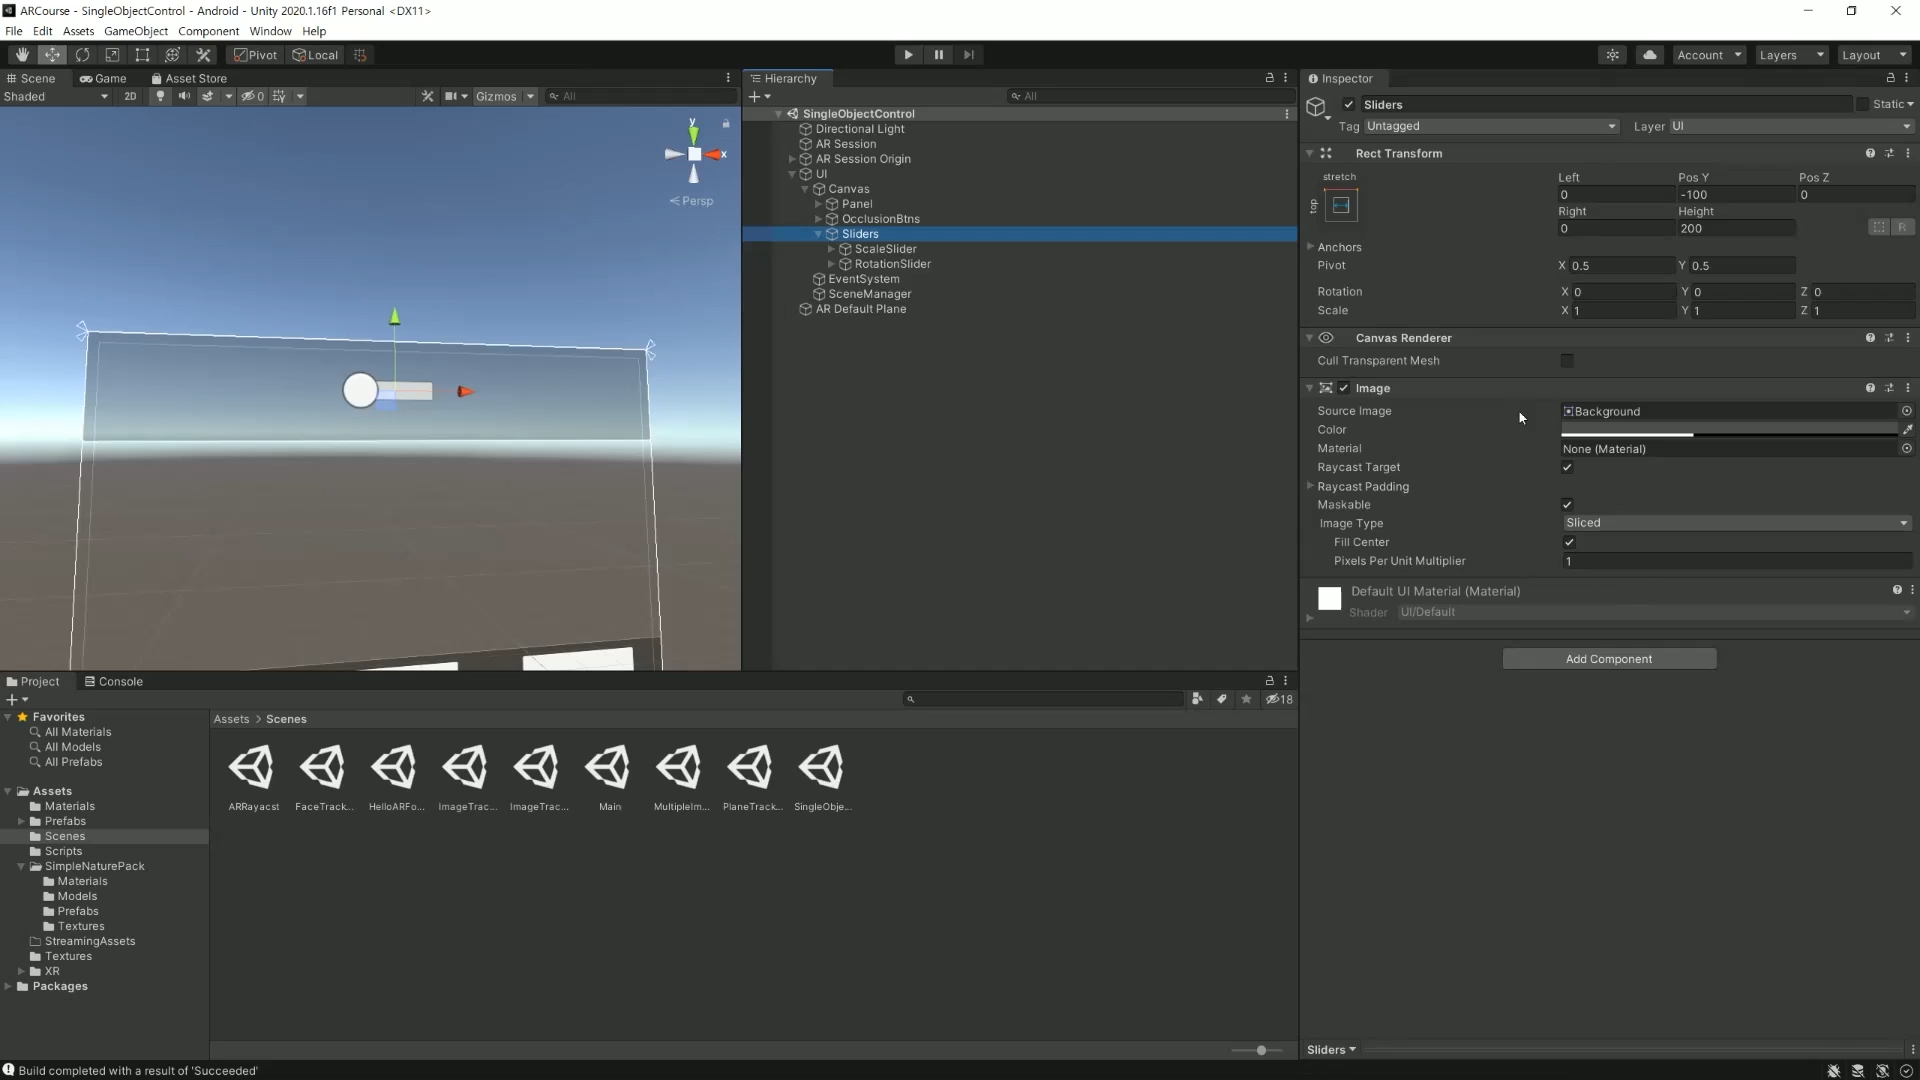 ARCourse - SingleObjectControl - Android - Unity 2020.1.16f1 Personal <DX11>
File Edit Assets GameObject Component Window Help
Pivot Local Account Layers Layout
Scene Game Asset Store
Shaded 2D 0 Gizmos All
y
x
Persp
Hierarchy
All
SingleObjectControl
Directional Light
AR Session
AR Session Origin
UI
Canvas
Panel
OcclusionBtns
Sliders
ScaleSlider
RotationSlider
EventSystem
SceneManager
AR Default Plane
Inspector
Sliders Static
Tag Untagged Layer UI
Rect Transform
stretch Left Pos Y Pos Z
top 0 -100 0
Right Height
0 200 R
Anchors
Pivot X 0.5 Y 0.5
Rotation X 0 Y 0 Z 0
Scale X 1 Y 1 Z 1
Canvas Renderer
Cull Transparent Mesh
Image
Source Image Background
Color
Material None (Material)
Raycast Target
Raycast Padding
Maskable
Image Type Sliced
Fill Center
Pixels Per Unit Multiplier 1
Default UI Material (Material)
Shader UI/Default
Add Component
Sliders
Project Console
18
Favorites
All Materials
All Models
All Prefabs
Assets
Materials
Prefabs
Scenes
Scripts
SimpleNaturePack
Materials
Models
Prefabs
Textures
StreamingAssets
Textures
XR
Packages
Assets > Scenes
ARRayacst FaceTrack... HelloARFo... ImageTrac... ImageTrac... Main MultipleIm... PlaneTrack... SingleObje...
Build completed with a result of 'Succeeded'